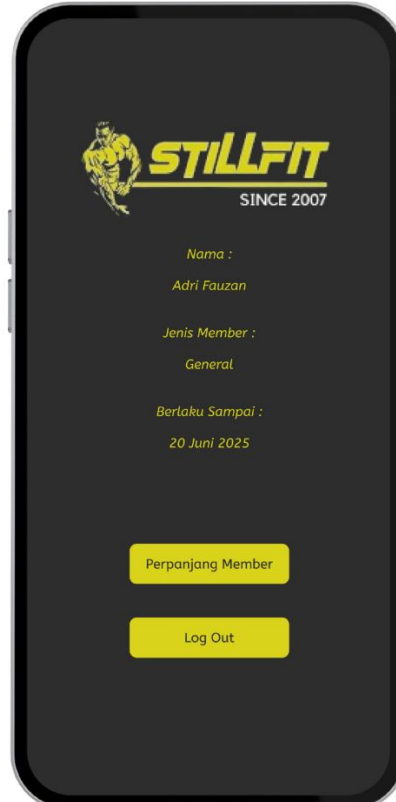 STILLFIT
SINCE 2007
Nama :
Adri Fauzan
Jenis Member :
General
Berlaku Sampai :
20 Juni 2025
Perpanjang Member
Log Out